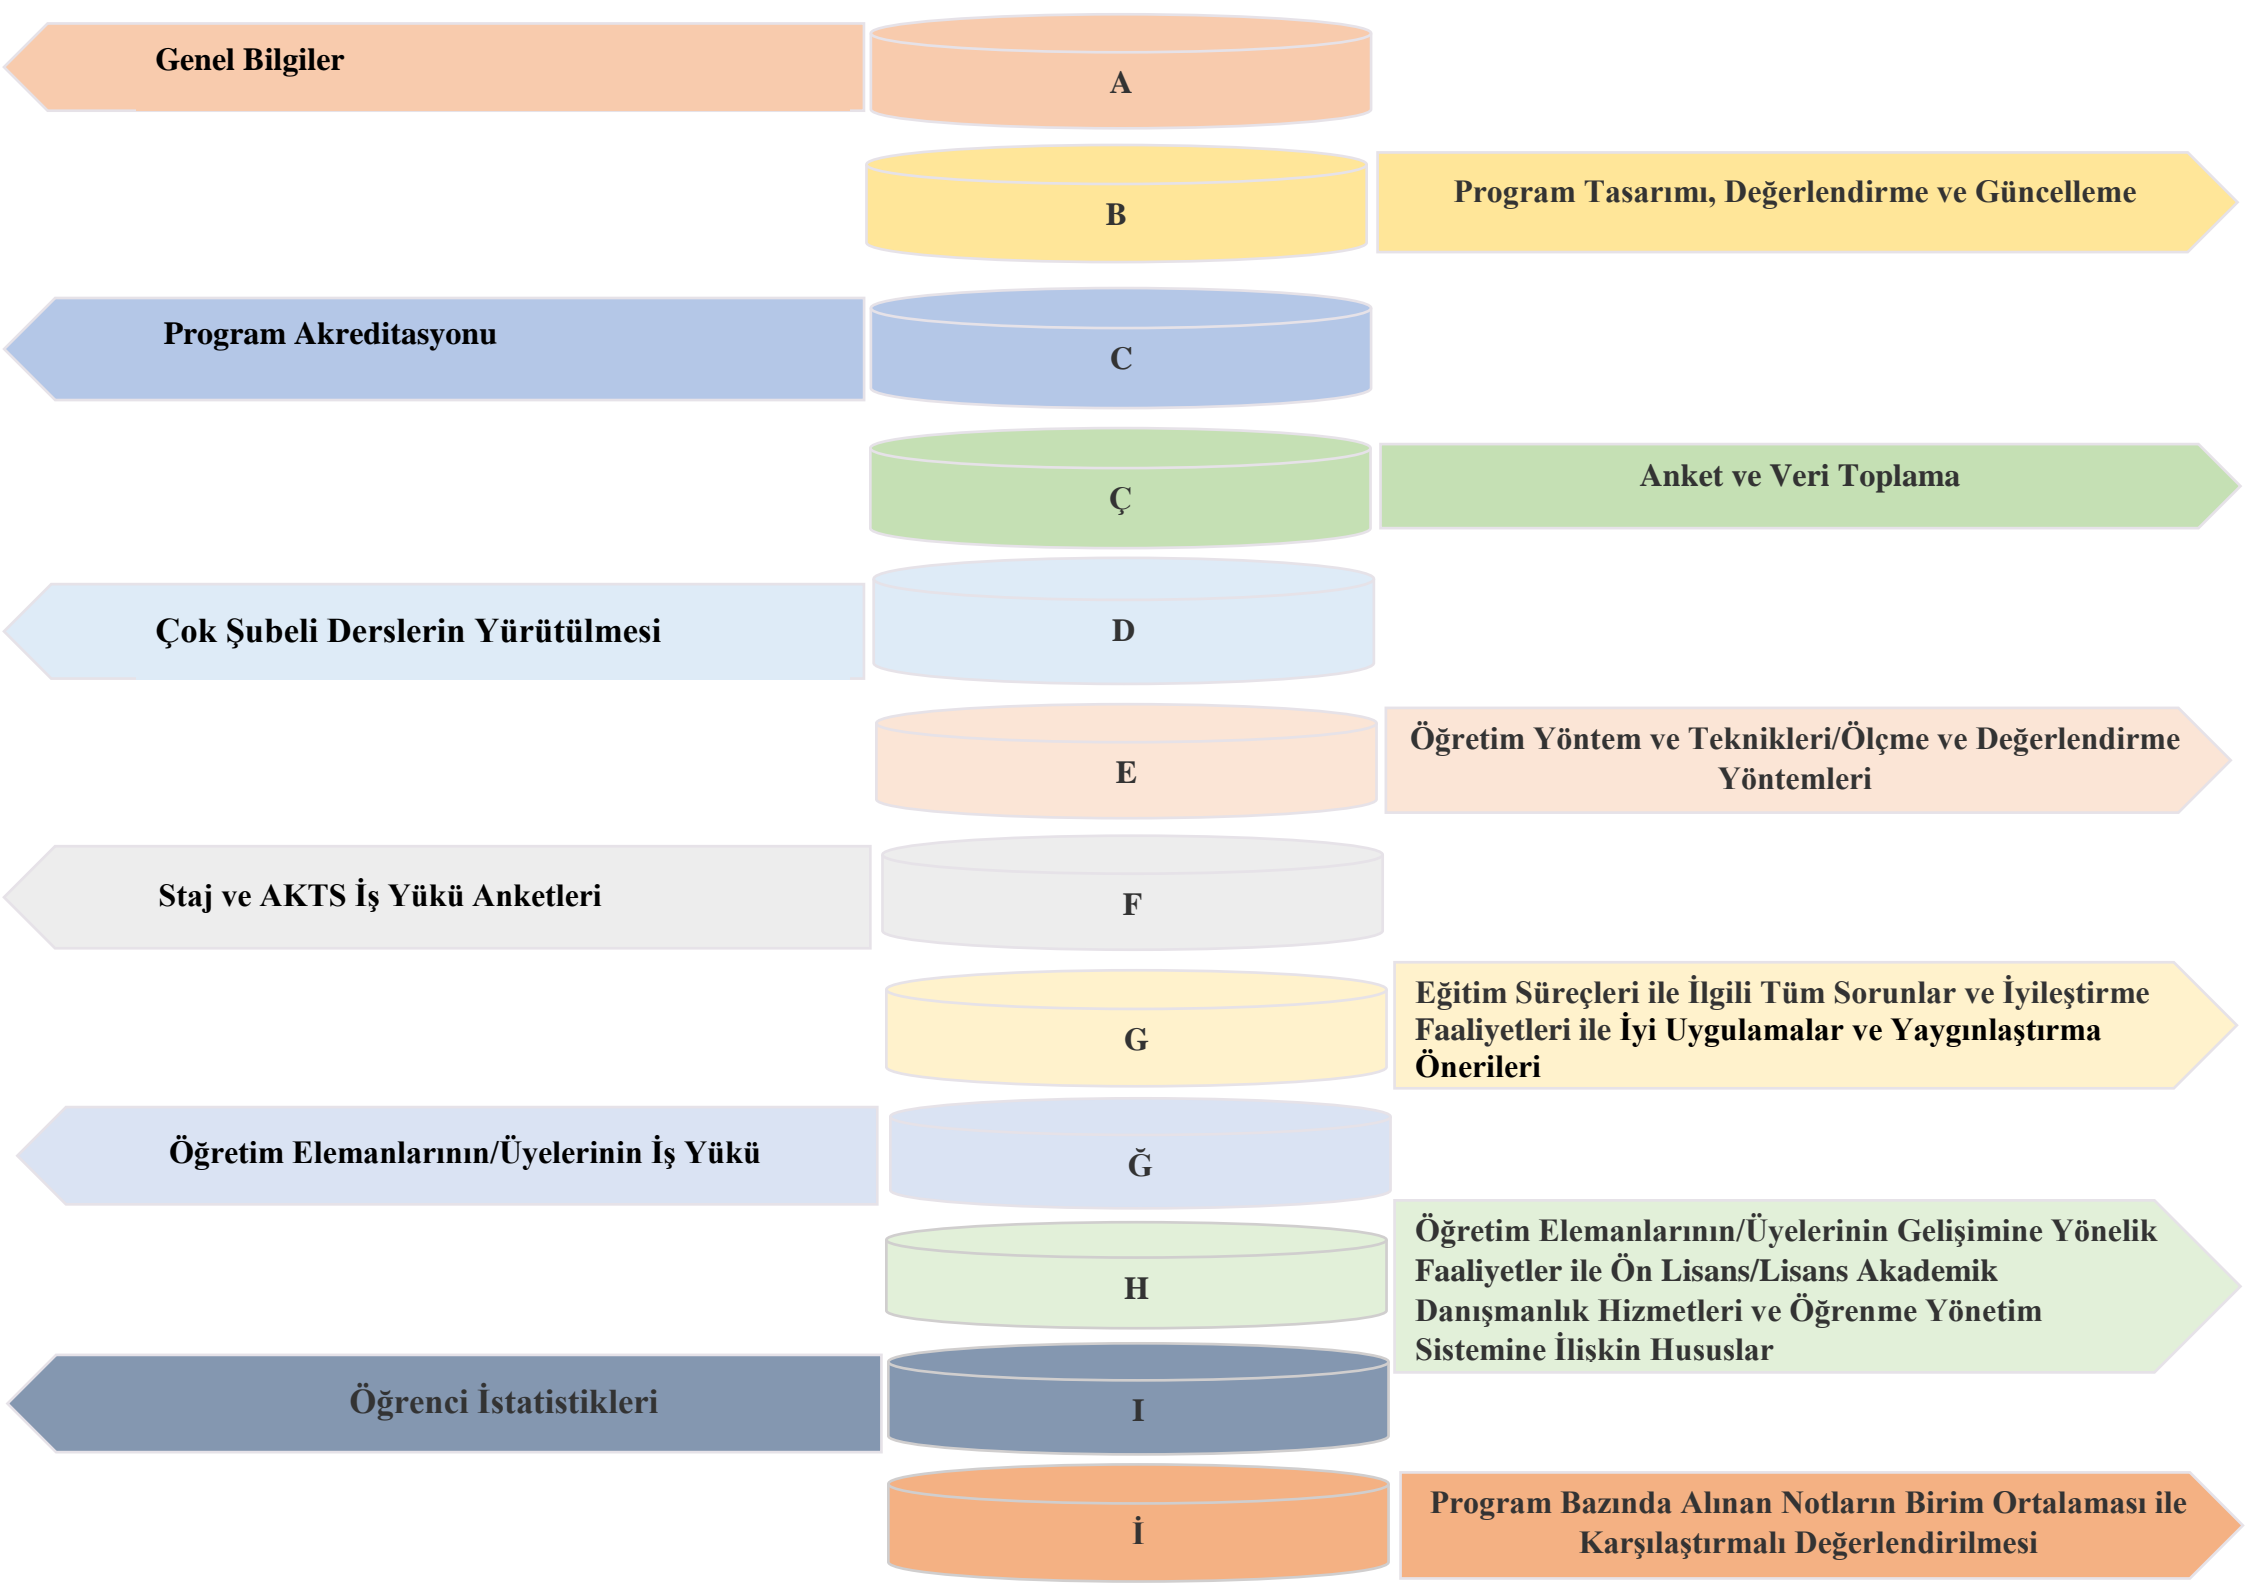 Genel Bilgiler
A
B
Program Tasarımı, Değerlendirme ve Güncelleme
Program Akreditasyonu
C
Ç
Anket ve Veri Toplama
Çok Şubeli Derslerin Yürütülmesi
D
E
Öğretim Yöntem ve Teknikleri/Ölçme ve Değerlendirme
Yöntemleri
Staj ve AKTS İş Yükü Anketleri
F
G
Eğitim Süreçleri ile İlgili Tüm Sorunlar ve İyileştirme
Faaliyetleri ile İyi Uygulamalar ve Yaygınlaştırma
Önerileri
Öğretim Elemanlarının/Üyelerinin İş Yükü
Ğ
H
Öğretim Elemanlarının/Üyelerinin Gelişimine Yönelik
Faaliyetler ile Ön Lisans/Lisans Akademik
Danışmanlık Hizmetleri ve Öğrenme Yönetim
Sistemine İlişkin Hususlar
Öğrenci İstatistikleri
I
İ
Program Bazında Alınan Notların Birim Ortalaması ile
Karşılaştırmalı Değerlendirilmesi